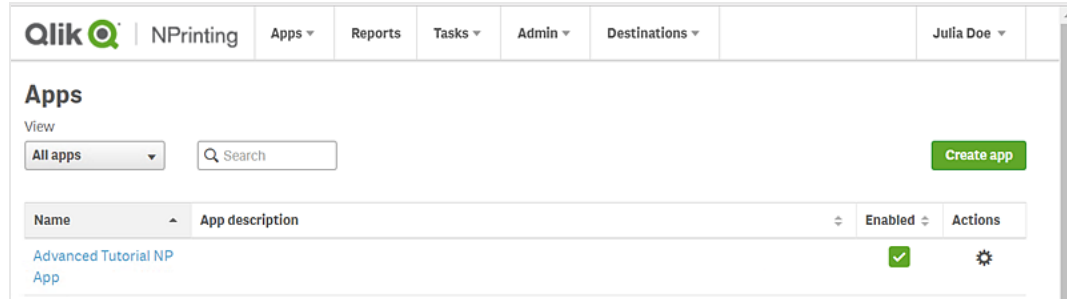 Qlik NPrinting Apps Reports Tasks Admin Destinations Julia Doe
Apps
View
All apps Search Create app
Name App description Enabled Actions
Advanced Tutorial NP
App